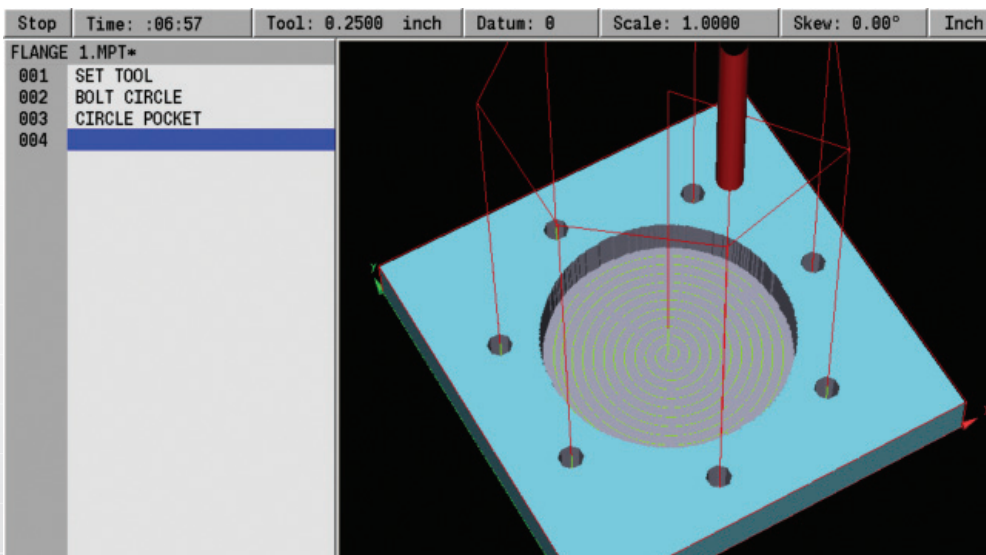 Stop Time: :06:57 Tool: 0.2500 inch Datum: 0 Scale: 1.0000 Skew: 0.00° Inch
FLANGE 1.MPT*
001 SET TOOL
002 BOLT CIRCLE
003 CIRCLE POCKET
004
Y